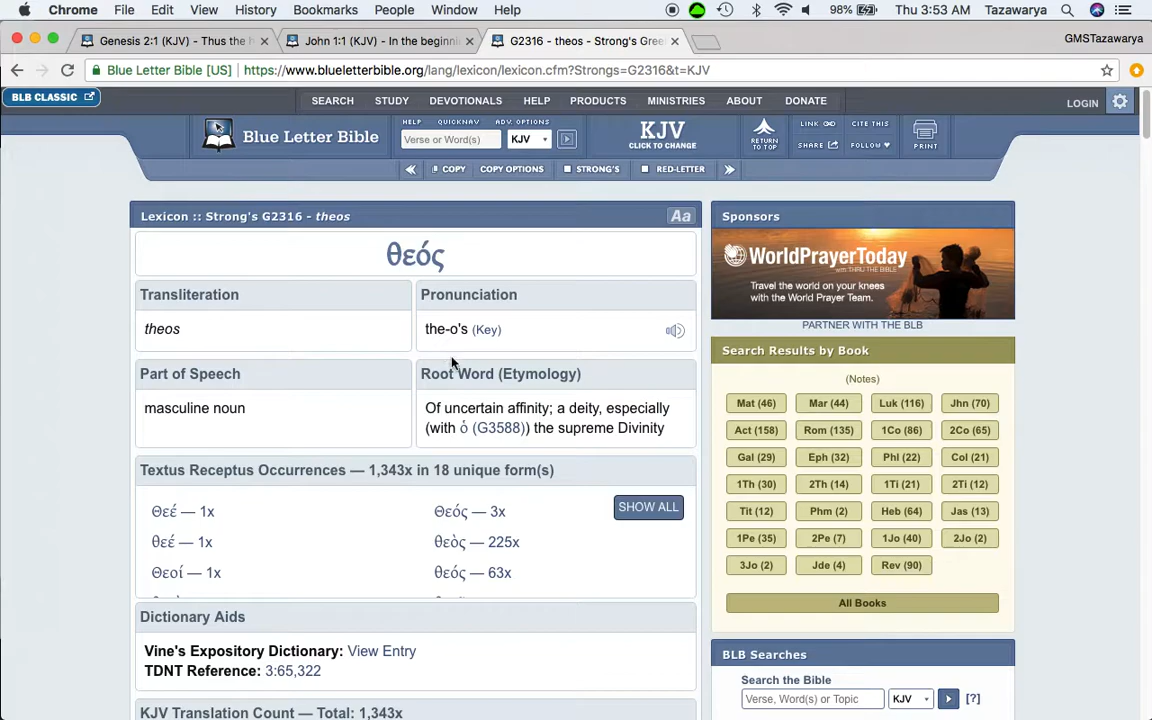 Chrome File Edit View History Bookmarks People Window Help 98% Thu 3:53 AM Tazawarya
Genesis 2:1 (KJV) - Thus the h John 1:1 (KJV) - In the beginni G2316 - theos - Strong's Gree GMSTazawarya
Blue Letter Bible [US] https://www.blueletterbible.org/lang/lexicon/lexicon.cfm?Strongs=G2316&t=KJV
BLB CLASSIC
SEARCH STUDY DEVOTIONALS HELP PRODUCTS MINISTRIES ABOUT DONATE LOGIN
HELP QUICKNAV ADV. OPTIONS
Blue Letter Bible Verse or Word(s) KJV
KJV
CLICK TO CHANGE
RETURN
TO TOP
LINK CITE THIS
SHARE FOLLOW
PRINT
COPY COPY OPTIONS STRONG'S RED-LETTER
Lexicon :: Strong's G2316 - theos Aa
θεός
Transliteration
theos
Pronunciation
the-o's (Key)
Part of Speech
masculine noun
Root Word (Etymology)
Of uncertain affinity; a deity, especially
(with ὁ (G3588)) the supreme Divinity
Textus Receptus Occurrences — 1,343x in 18 unique form(s)
Θεέ — 1x Θεός — 3x SHOW ALL
θεέ — 1x θεὸς — 225x
Θεοί — 1x θεός — 63x
Dictionary Aids
Vine's Expository Dictionary: View Entry
TDNT Reference: 3:65,322
KJV Translation Count — Total: 1,343x
Sponsors
WorldPrayerToday
with THRU THE BIBLE
Travel the world on your knees
with the World Prayer Team.
PARTNER WITH THE BLB
Search Results by Book
(Notes)
Mat (46) Mar (44) Luk (116) Jhn (70)
Act (158) Rom (135) 1Co (86) 2Co (65)
Gal (29) Eph (32) Phl (22) Col (21)
1Th (30) 2Th (14) 1Ti (21) 2Ti (12)
Tit (12) Phm (2) Heb (64) Jas (13)
1Pe (35) 2Pe (7) 1Jo (40) 2Jo (2)
3Jo (2) Jde (4) Rev (90)
All Books
BLB Searches
Search the Bible
Verse, Word(s) or Topic KJV [?]